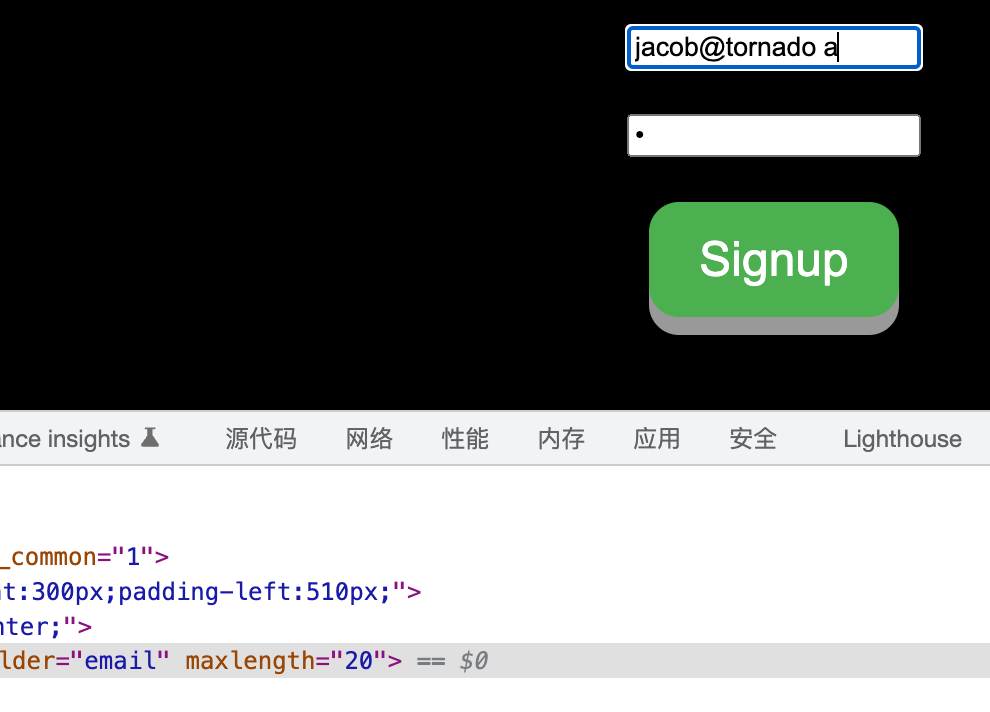 jacob@tornado a
•
Signup
ance insights 源代码 网络 性能 内存 应用 安全 Lighthouse
_common="1">
nt:300px;padding-left:510px;">
nter;">
lder="email" maxlength="20"> == $0